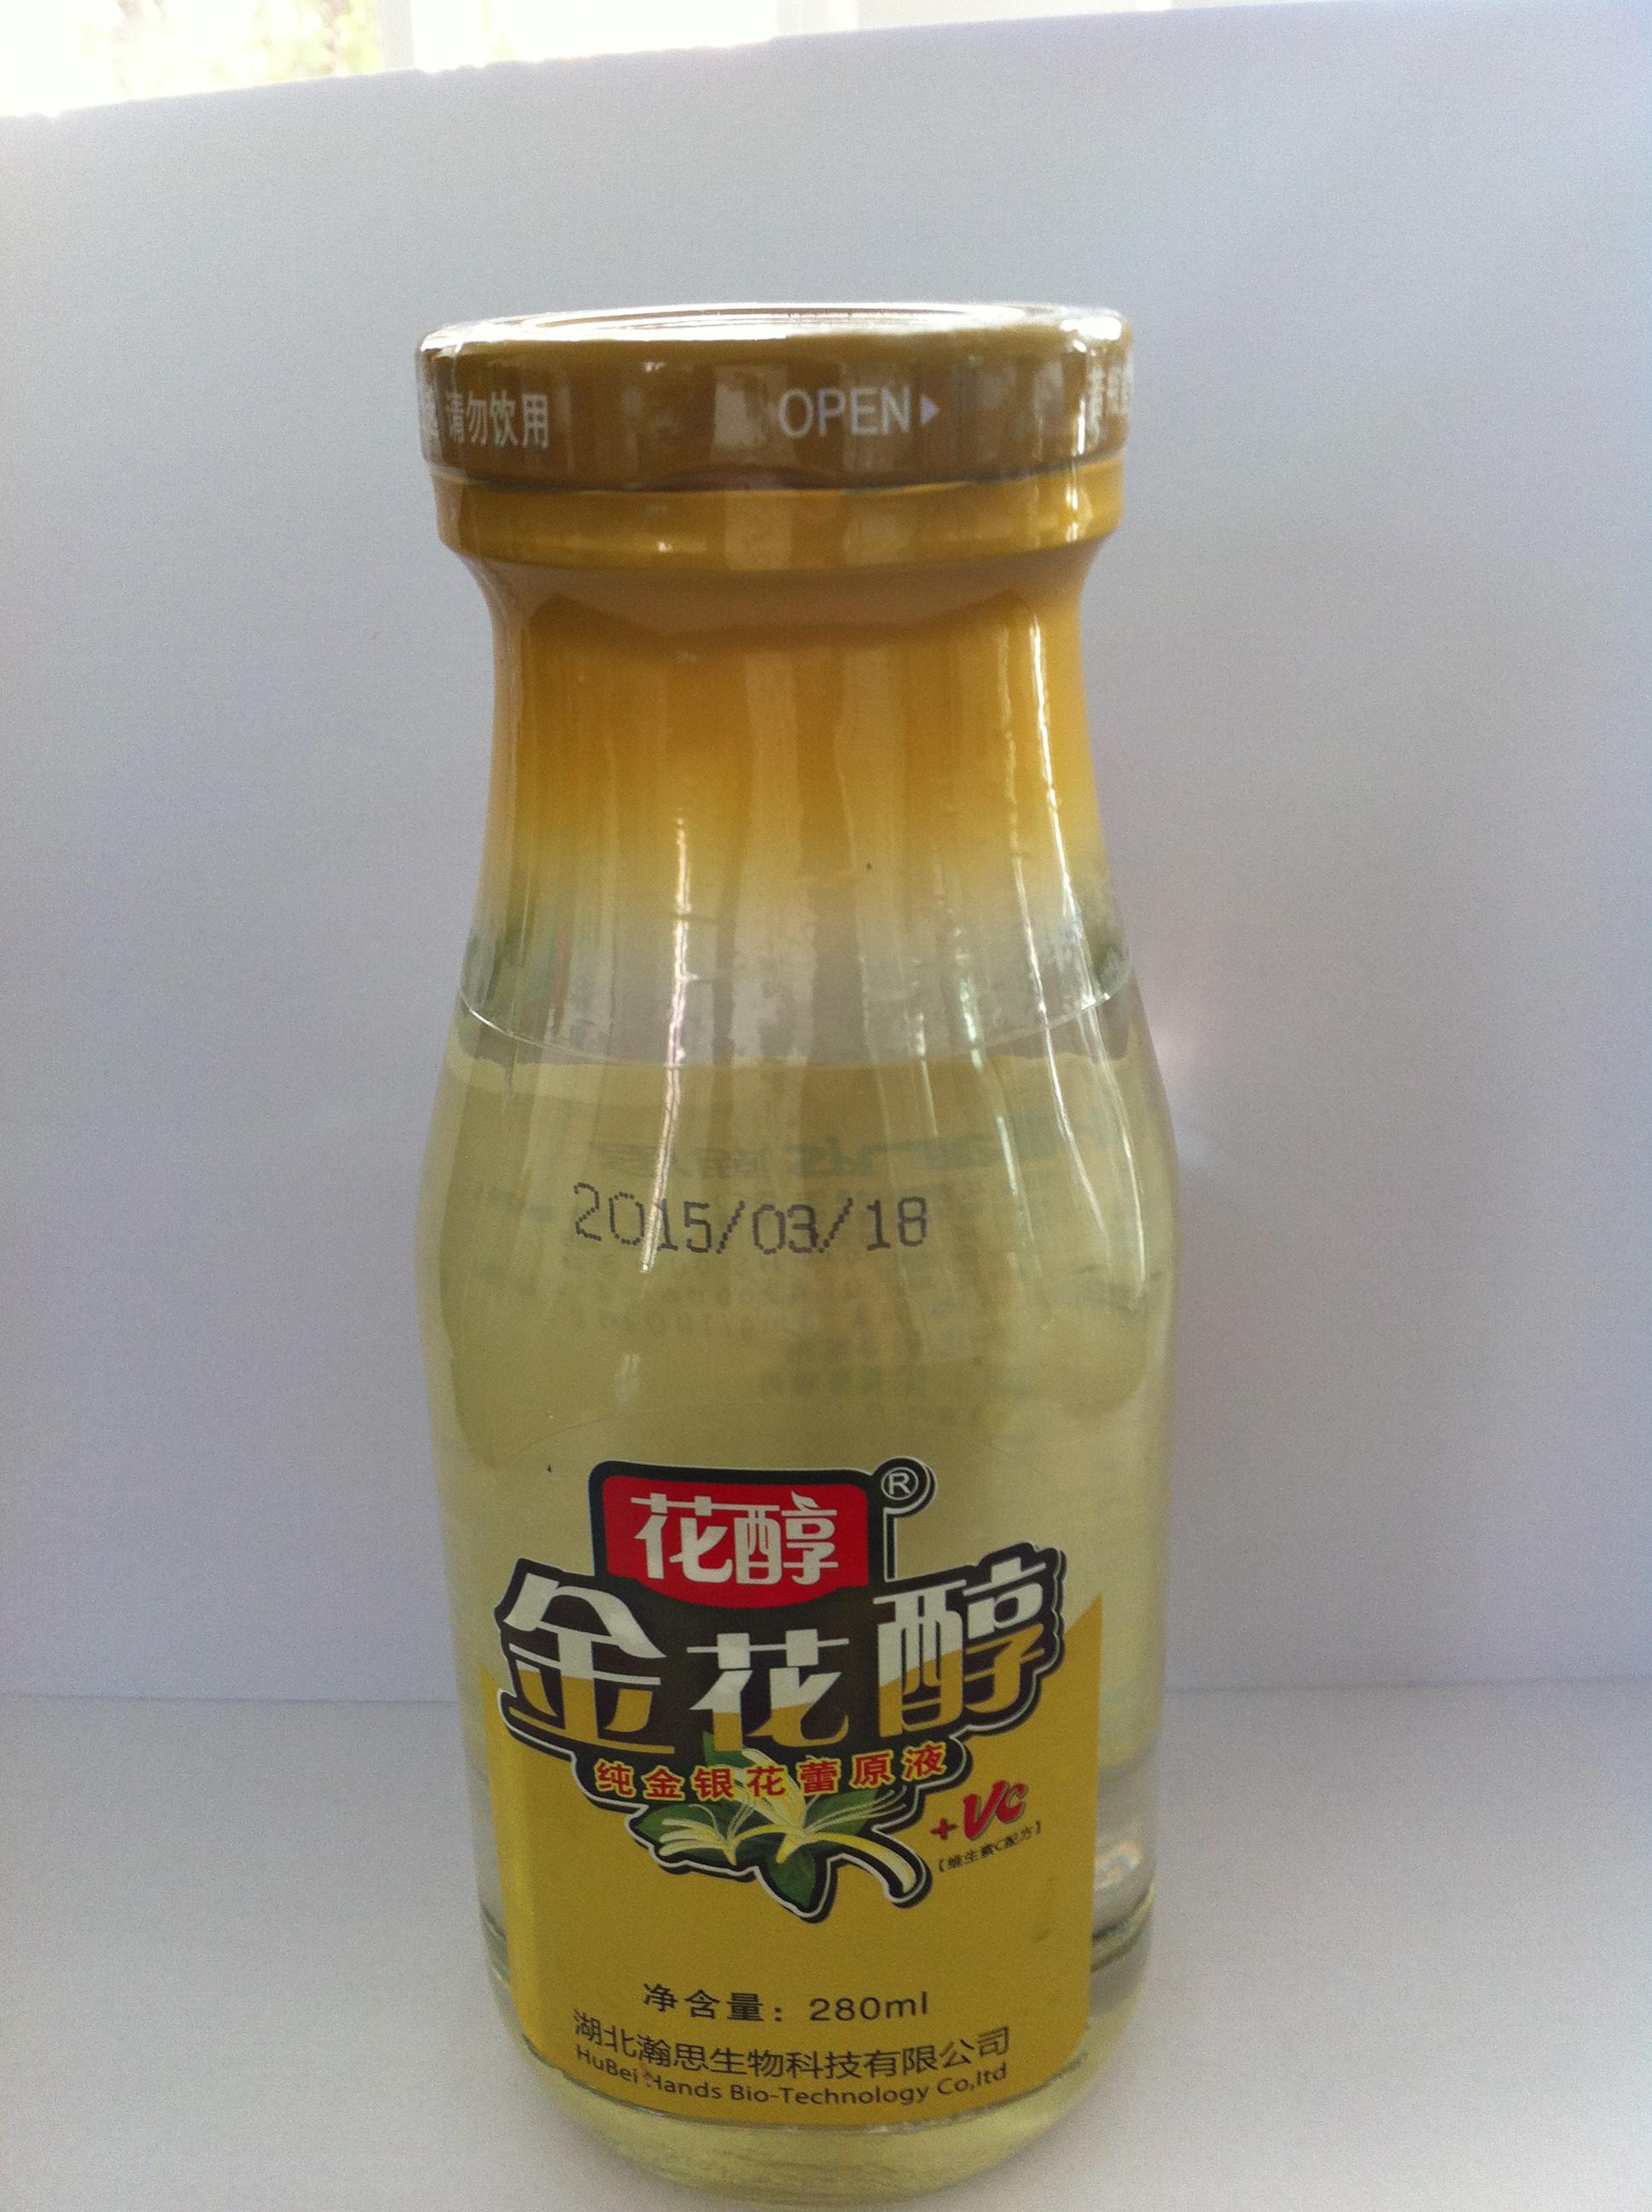 请勿饮用
OPEN
2015/03/18
花醇®
金花醇
纯金银花蕾原液
+Vc
【维生素C配方】
净含量：280ml
湖北瀚思生物科技有限公司
HuBei Hands Bio-Technology Co,ltd